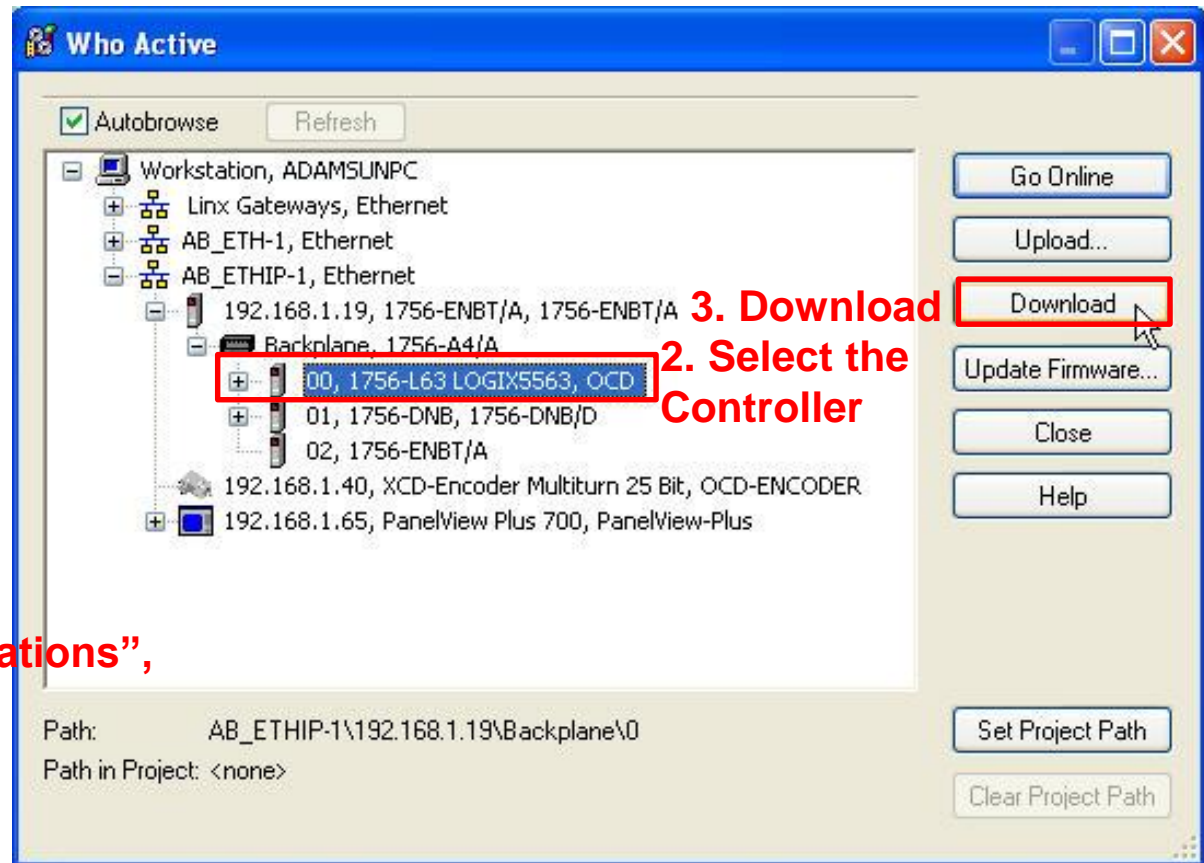 Who Active
Autobrowse Refresh
Workstation, ADAMSUNPC
Linx Gateways, Ethernet
AB_ETH-1, Ethernet
AB_ETHIP-1, Ethernet
192.168.1.19, 1756-ENBT/A, 1756-ENBT/A
Backplane, 1756-A4/A
00, 1756-L63 LOGIX5563, OCD
01, 1756-DNB, 1756-DNB/D
02, 1756-ENBT/A
192.168.1.40, XCD-Encoder Multiturn 25 Bit, OCD-ENCODER
192.168.1.65, PanelView Plus 700, PanelView-Plus
3. Download
2. Select the
Controller
ations”,
Go Online
Upload...
Download
Update Firmware...
Close
Help
Path: AB_ETHIP-1\192.168.1.19\Backplane\0
Path in Project: <none>
Set Project Path
Clear Project Path